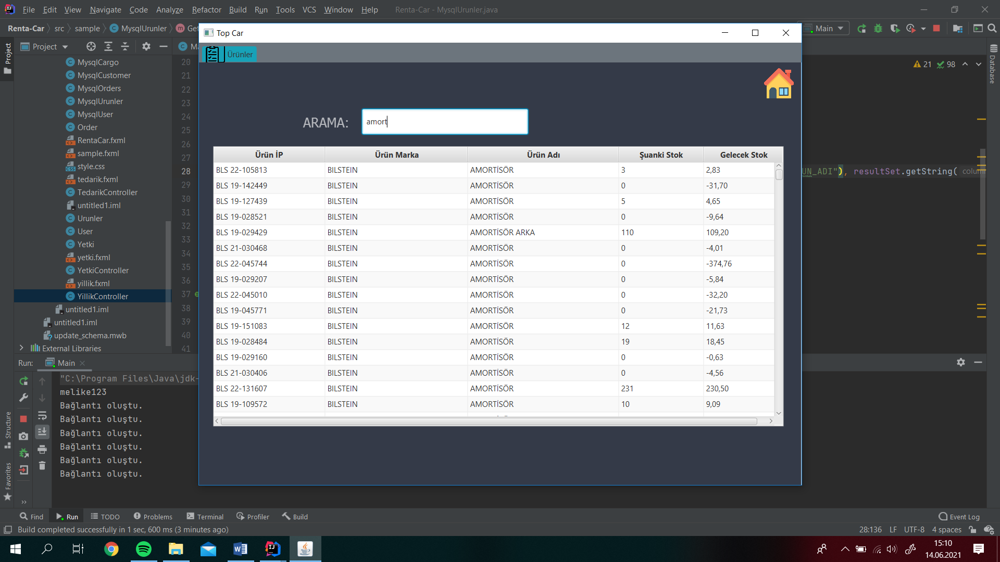 File Edit View Navigate Code Analyze Refactor Build Run Tools VCS Window Help Renta-Car - MysqlUrunler.java
Renta-Car src sample MysqlUrunler Main
Top Car
Project
Ürünler
ARAMA: amort
Project
MysqlCargo
MysqlCustomer
MysqlOrders
MysqlUrunler
MysqlUser
Order
RentaCar.fxml
sample.fxml
style.css
tedarik.fxml
TedarikController
untitled1.iml
Urunler
User
Yetki
yetki.fxml
YetkiController
yillik.fxml
YillikController
untitled1.iml
untitled1.iml
update_schema.mwb
External Libraries
20
21
22
23
24
25
26
27
28
29
30
31
32
33
34
35
36
37
38
39
40
41
Ürün İP Ürün Marka Ürün Adı Şuanki Stok Gelecek Stok
BLS 22-105813 BILSTEIN AMORTİSÖR 3 2,83
BLS 19-142449 BILSTEIN AMORTİSÖR 0 -31,70
BLS 19-127439 BILSTEIN AMORTİSÖR 5 4,65
BLS 19-028521 BILSTEIN AMORTİSÖR 0 -9,64
BLS 19-029429 BILSTEIN AMORTİSÖR ARKA 110 109,20
BLS 21-030468 BILSTEIN AMORTİSÖR 0 -4,01
BLS 22-045744 BILSTEIN AMORTİSÖR 0 -374,76
BLS 19-029207 BILSTEIN AMORTİSÖR 0 -5,84
BLS 22-045010 BILSTEIN AMORTİSÖR 0 -32,20
BLS 19-045771 BILSTEIN AMORTİSÖR 0 -21,73
BLS 19-151083 BILSTEIN AMORTİSÖR 12 11,63
BLS 19-028484 BILSTEIN AMORTİSÖR 19 18,45
BLS 19-029160 BILSTEIN AMORTİSÖR 0 -0,63
BLS 21-030406 BILSTEIN AMORTİSÖR 0 -4,56
BLS 22-131607 BILSTEIN AMORTİSÖR 231 230,50
BLS 19-109572 BILSTEIN AMORTİSÖR 10 9,09
21 98
UN_ADI"), resultSet.getString(
Database
Run: Main
"C:\Program Files\Java\jdk-
melike123
Bağlantı oluştu.
Bağlantı oluştu.
Bağlantı oluştu.
Bağlantı oluştu.
Bağlantı oluştu.
Bağlantı oluştu.
Structure
Favorites
Find Run TODO Problems Terminal Profiler Build Event Log
Build completed successfully in 1 sec, 600 ms (3 minutes ago) 28:136 LF UTF-8 4 spaces
15:10
14.06.2021